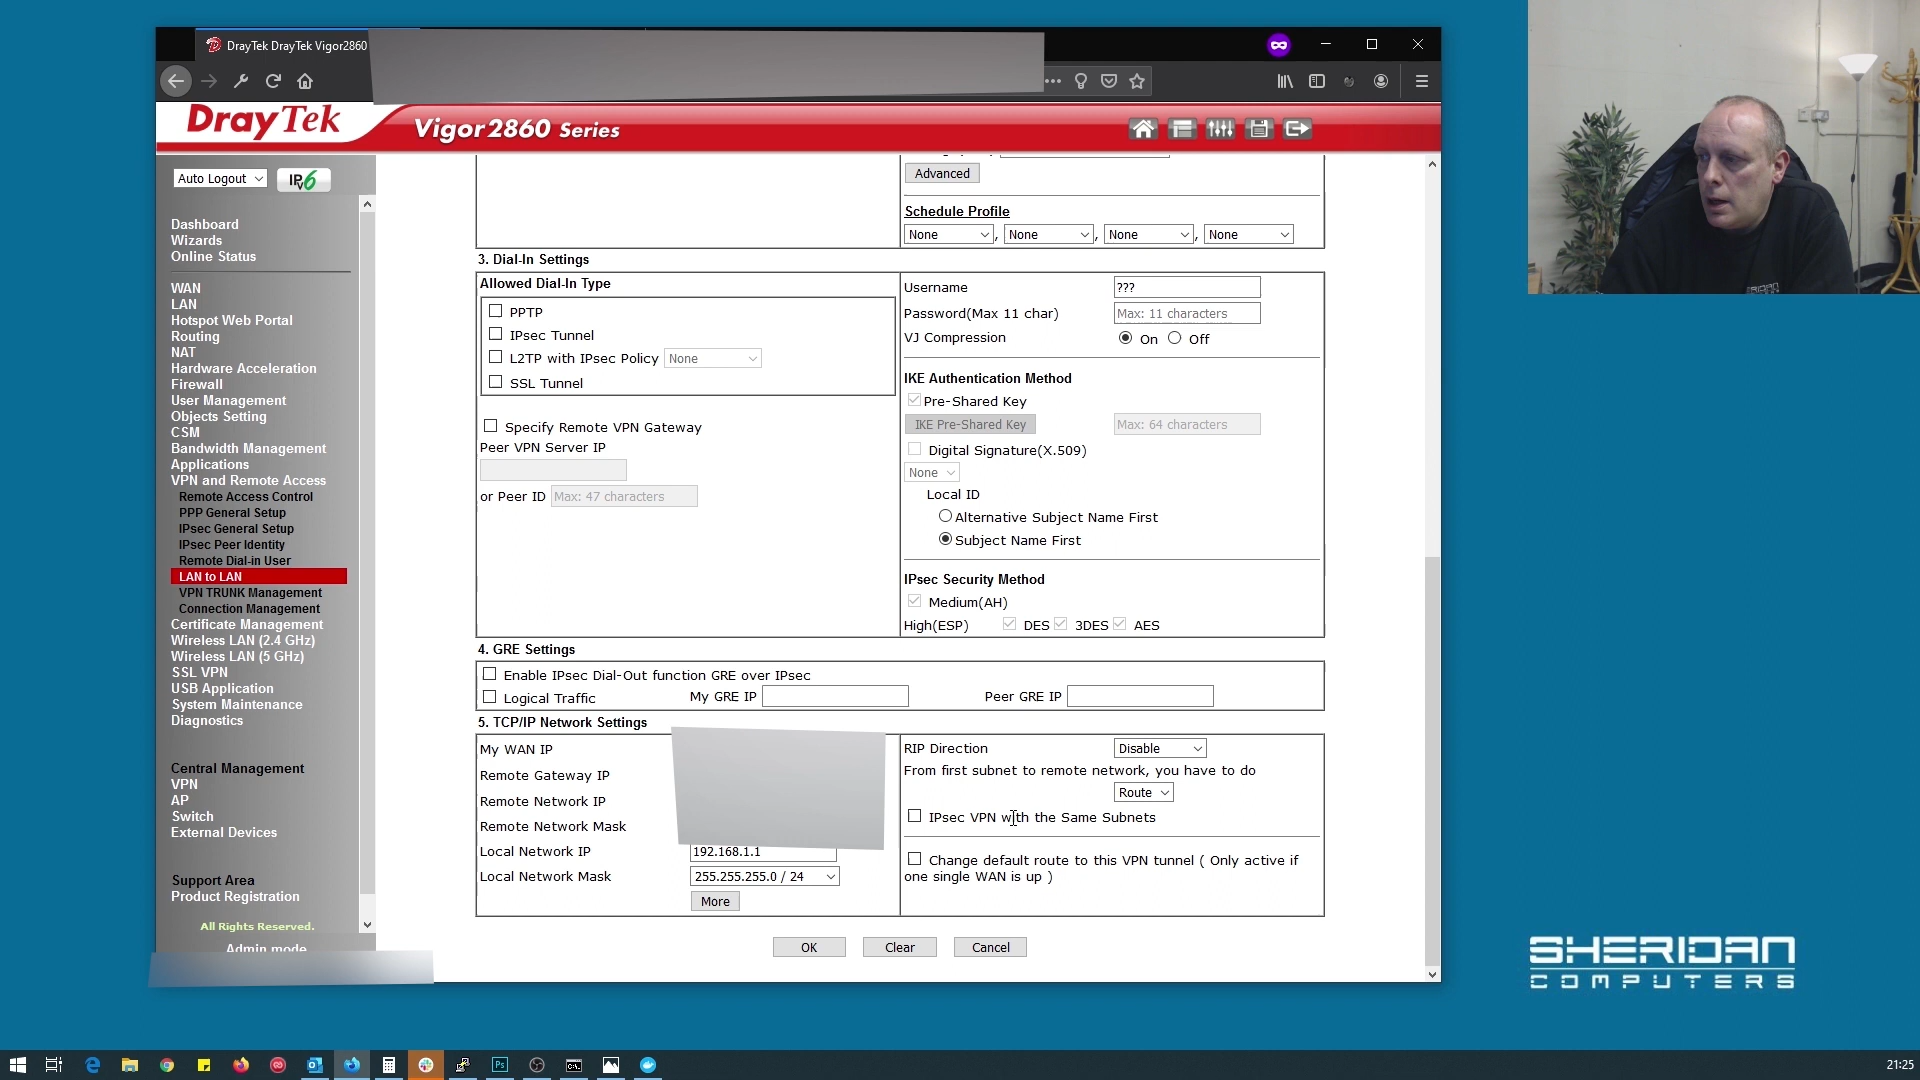 DrayTek DrayTek Vigor2860
DrayTek
Vigor2860 Series
Auto Logout
IPv6
Dashboard
Wizards
Online Status
WAN
LAN
Hotspot Web Portal
Routing
NAT
Hardware Acceleration
Firewall
User Management
Objects Setting
CSM
Bandwidth Management
Applications
VPN and Remote Access
Remote Access Control
PPP General Setup
IPsec General Setup
IPsec Peer Identity
Remote Dial-in User
LAN to LAN
VPN TRUNK Management
Connection Management
Certificate Management
Wireless LAN (2.4 GHz)
Wireless LAN (5 GHz)
SSL VPN
USB Application
System Maintenance
Diagnostics
Central Management
VPN
AP
Switch
External Devices
Support Area
Product Registration
All Rights Reserved.
Admin mode
Advanced
Schedule Profile
None , None , None , None
3. Dial-In Settings
Allowed Dial-In Type
PPTP
IPsec Tunnel
L2TP with IPsec Policy None
SSL Tunnel
Specify Remote VPN Gateway
Peer VPN Server IP
or Peer ID Max: 47 characters
Username ???
Password(Max 11 char) Max: 11 characters
VJ Compression On Off
IKE Authentication Method
Pre-Shared Key
IKE Pre-Shared Key Max: 64 characters
Digital Signature(X.509)
None
Local ID
Alternative Subject Name First
Subject Name First
IPsec Security Method
Medium(AH)
High(ESP) DES 3DES AES
4. GRE Settings
Enable IPsec Dial-Out function GRE over IPsec
Logical Traffic My GRE IP Peer GRE IP
5. TCP/IP Network Settings
My WAN IP
Remote Gateway IP
Remote Network IP
Remote Network Mask
Local Network IP 192.168.1.1
Local Network Mask 255.255.255.0 / 24
More
RIP Direction Disable
From first subnet to remote network, you have to do
Route
IPsec VPN with the Same Subnets
Change default route to this VPN tunnel ( Only active if
one single WAN is up )
OK Clear Cancel
SHERIDAN
COMPUTERS
Ps
21:25